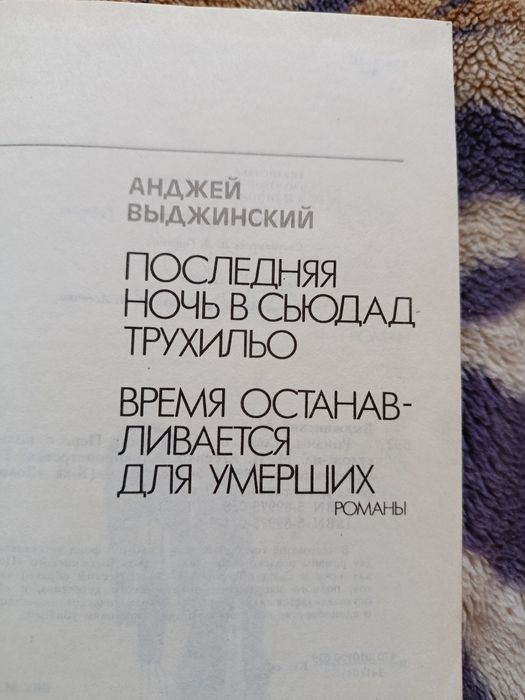 АНДЖЕЙ
ВЫДЖИНСКИЙ
ПОСЛЕДНЯЯ
НОЧЬ В СЬЮДАД-
ТРУХИЛЬО
ВРЕМЯ ОСТАНАВ-
ЛИВАЕТСЯ
ДЛЯ УМЕРШИХ
РОМАНЫ